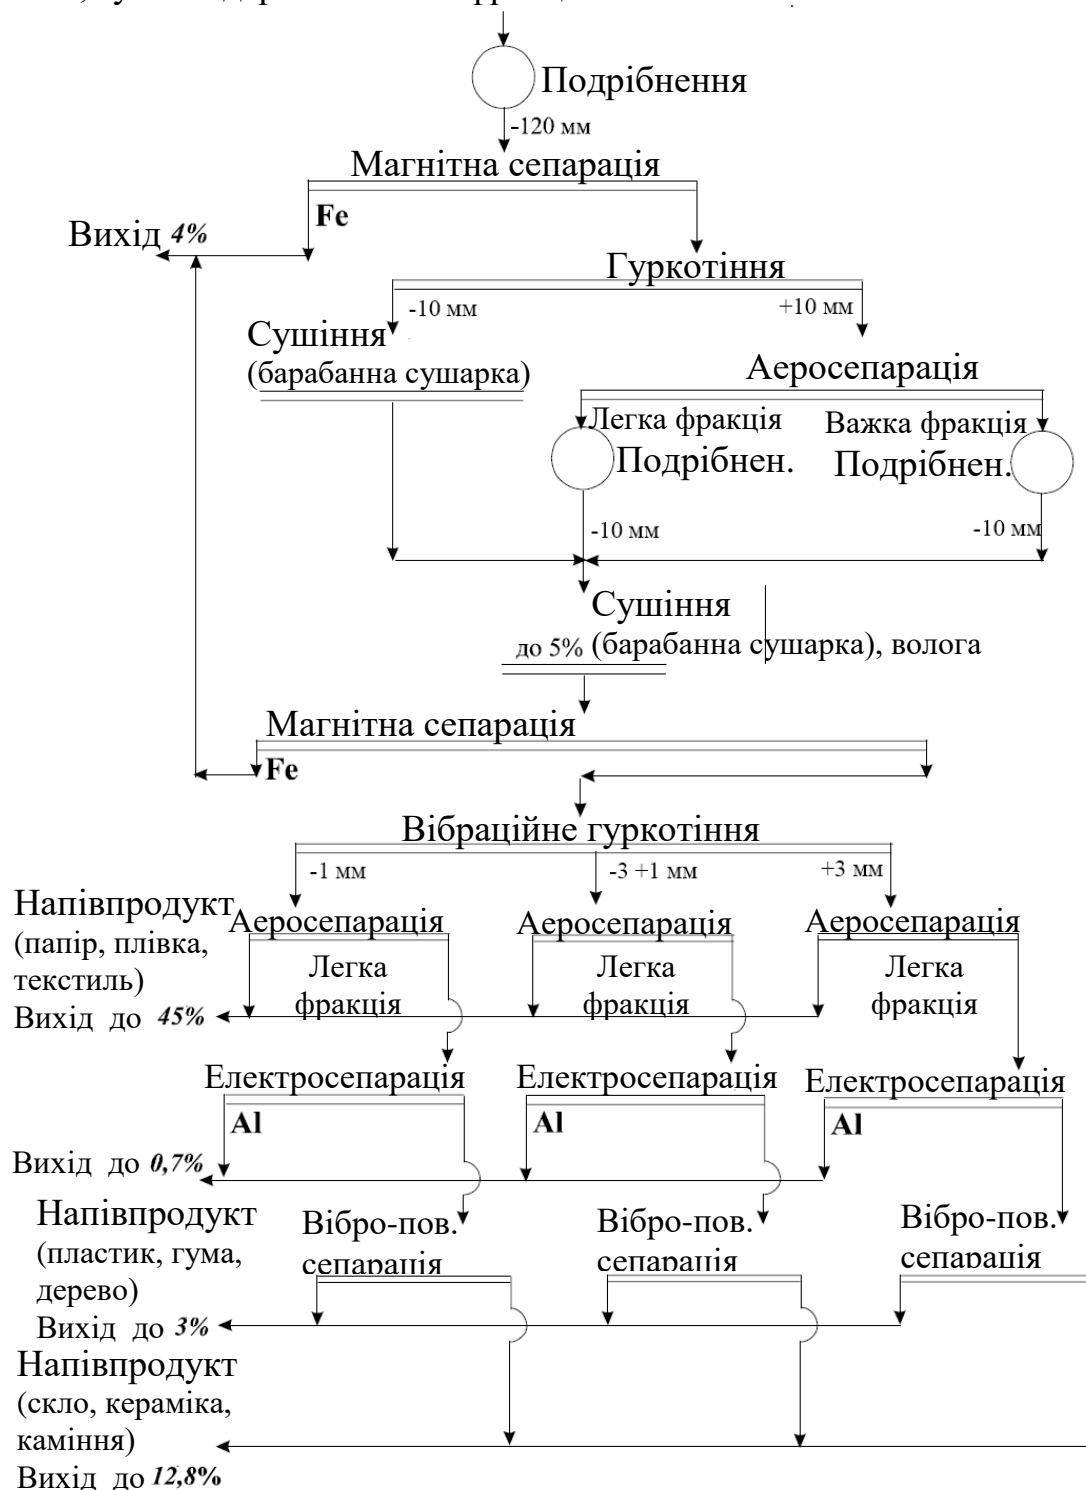 Подрібнення
-120 мм
Магнітна сепарація
Fe
Вихід 4%
Гуркотіння
-10 мм
+10 мм
Сушіння
(барабанна сушарка)
Аеросепарація
Легка фракція
Важка фракція
Подрібнен.
Подрібнен.
-10 мм
-10 мм
Сушіння
до 5% (барабанна сушарка), волога
Магнітна сепарація
Fe
Вібраційне гуркотіння
-1 мм
-3 +1 мм
+3 мм
Напівпродукт
(папір, плівка,
текстиль)
Вихід до 45%
Аеросепарація
Аеросепарація
Аеросепарація
Легка
фракція
Легка
фракція
Легка
фракція
Електросепарація
Електросепарація
Електросепарація
Al
Al
Al
Вихід до 0,7%
Напівпродукт
(пластик, гума,
дерево)
Вихід до 3%
Вібро-пов.
сепарація
Вібро-пов.
сепарація
Вібро-пов.
сепарація
Напівпродукт
(скло, кераміка,
каміння)
Вихід до 12,8%